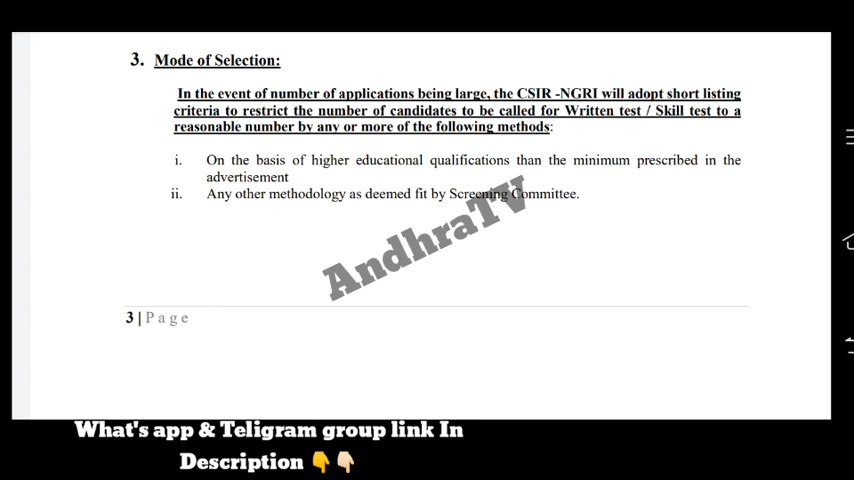 3. Mode of Selection:
In the event of number of applications being large, the CSIR -NGRI will adopt short listing
criteria to restrict the number of candidates to be called for Written test / Skill test to a
reasonable number by any or more of the following methods:
i. On the basis of higher educational qualifications than the minimum prescribed in the
advertisement
ii. Any other methodology as deemed fit by Screening Committee.
AndhraTV
3 | P a g e
What's app & Teligram group link In
Description 👇👇🏻